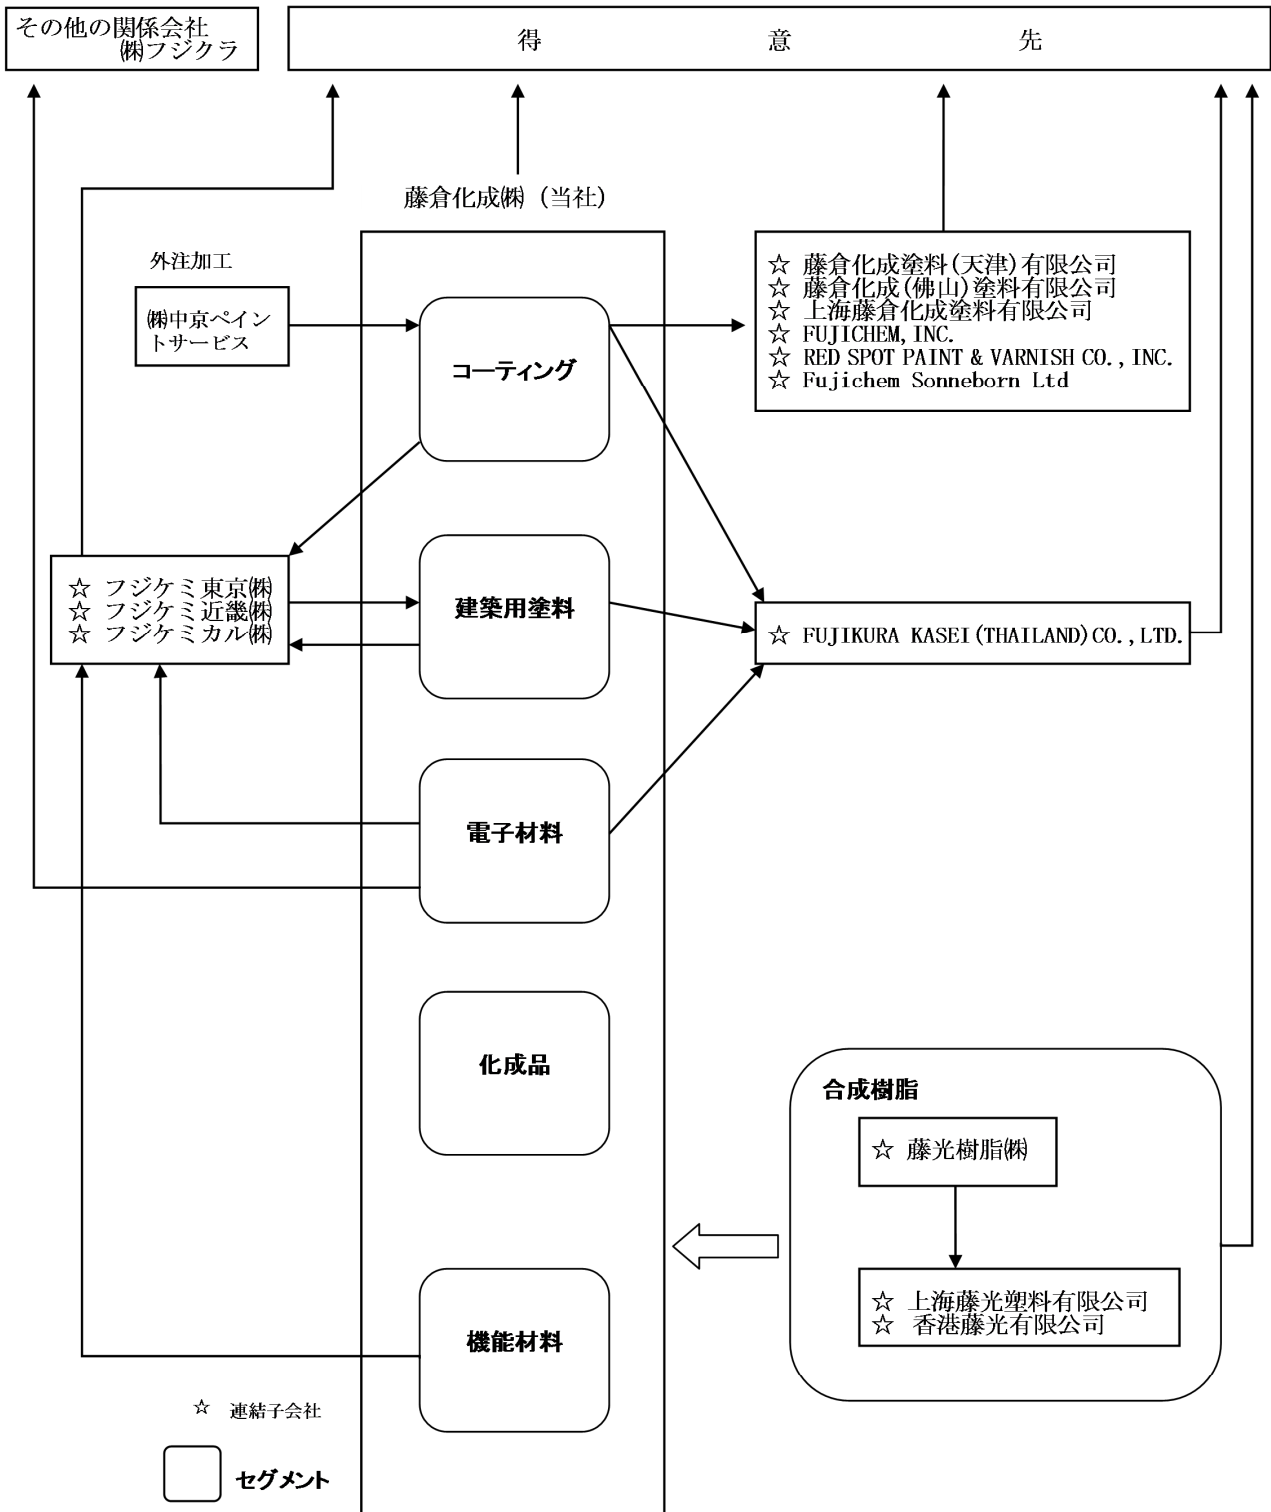 その他の関係会社
㈱フジクラ
得意先
藤倉化成㈱（当社）
外注加工
㈱中京ペイン
トサービス
コーティング
☆ 藤倉化成塗料(天津)有限公司
☆ 藤倉化成(佛山)塗料有限公司
☆ 上海藤倉化成塗料有限公司
☆ FUJICHEM, INC.
☆ RED SPOT PAINT & VARNISH CO., INC.
☆ Fujichem Sonneborn Ltd
☆ フジケミ東京㈱
☆ フジケミ近畿㈱
☆ フジケミカル㈱
建築用塗料
☆ FUJIKURA KASEI(THAILAND)CO.,LTD.
電子材料
化成品
合成樹脂
☆ 藤光樹脂㈱
☆ 上海藤光塑料有限公司
☆ 香港藤光有限公司
機能材料
☆ 連結子会社
セグメント